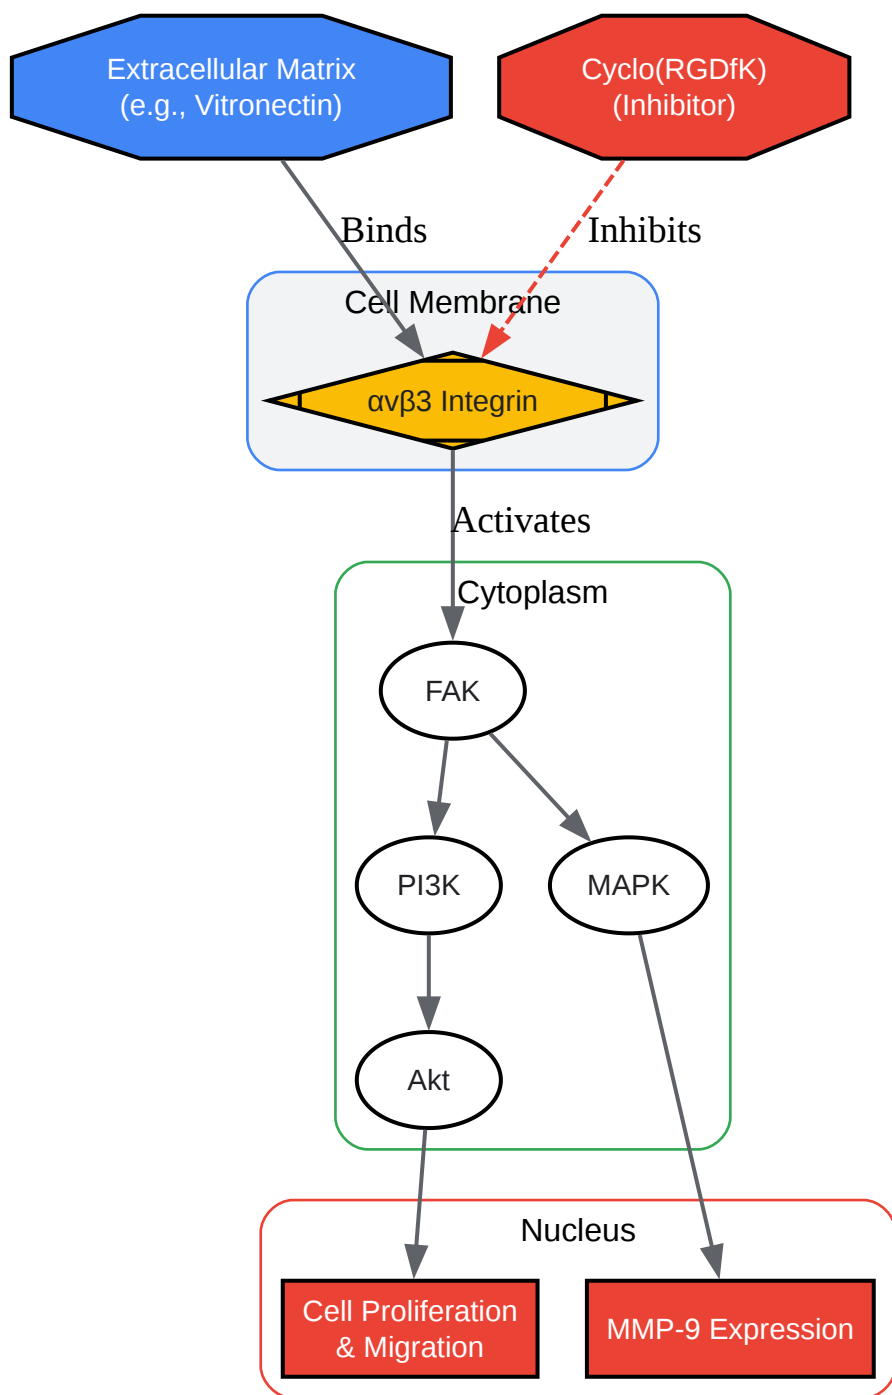 Extracellular Matrix
(e.g., Vitronectin)
Cyclo(RGDfK)
(Inhibitor)
Binds
Inhibits
Cell Membrane
αvβ3 Integrin
Activates
Cytoplasm
FAK
PI3K
MAPK
Akt
Nucleus
Cell Proliferation
& Migration
MMP-9 Expression